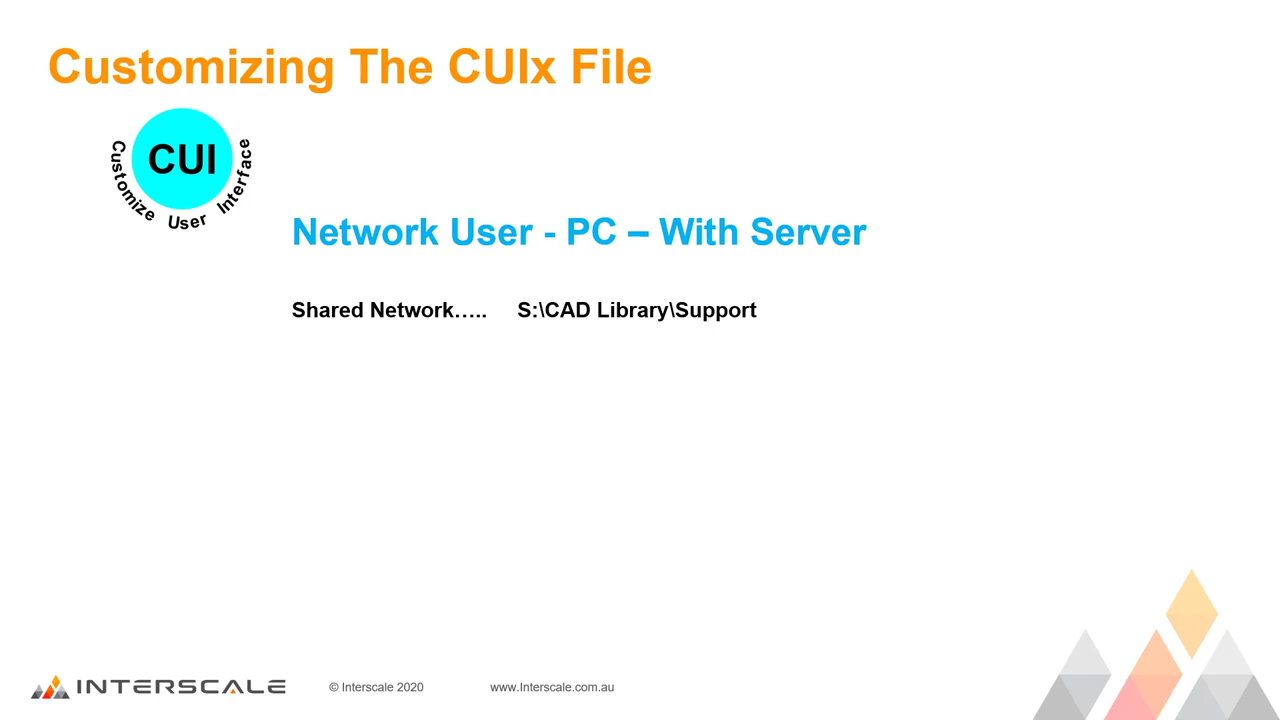 Customizing The CUIx File
CUI
Customize User Interface
Network User - PC – With Server
Shared Network….. S:\CAD Library\Support
INTERSCALE
© Interscale 2020
www.Interscale.com.au